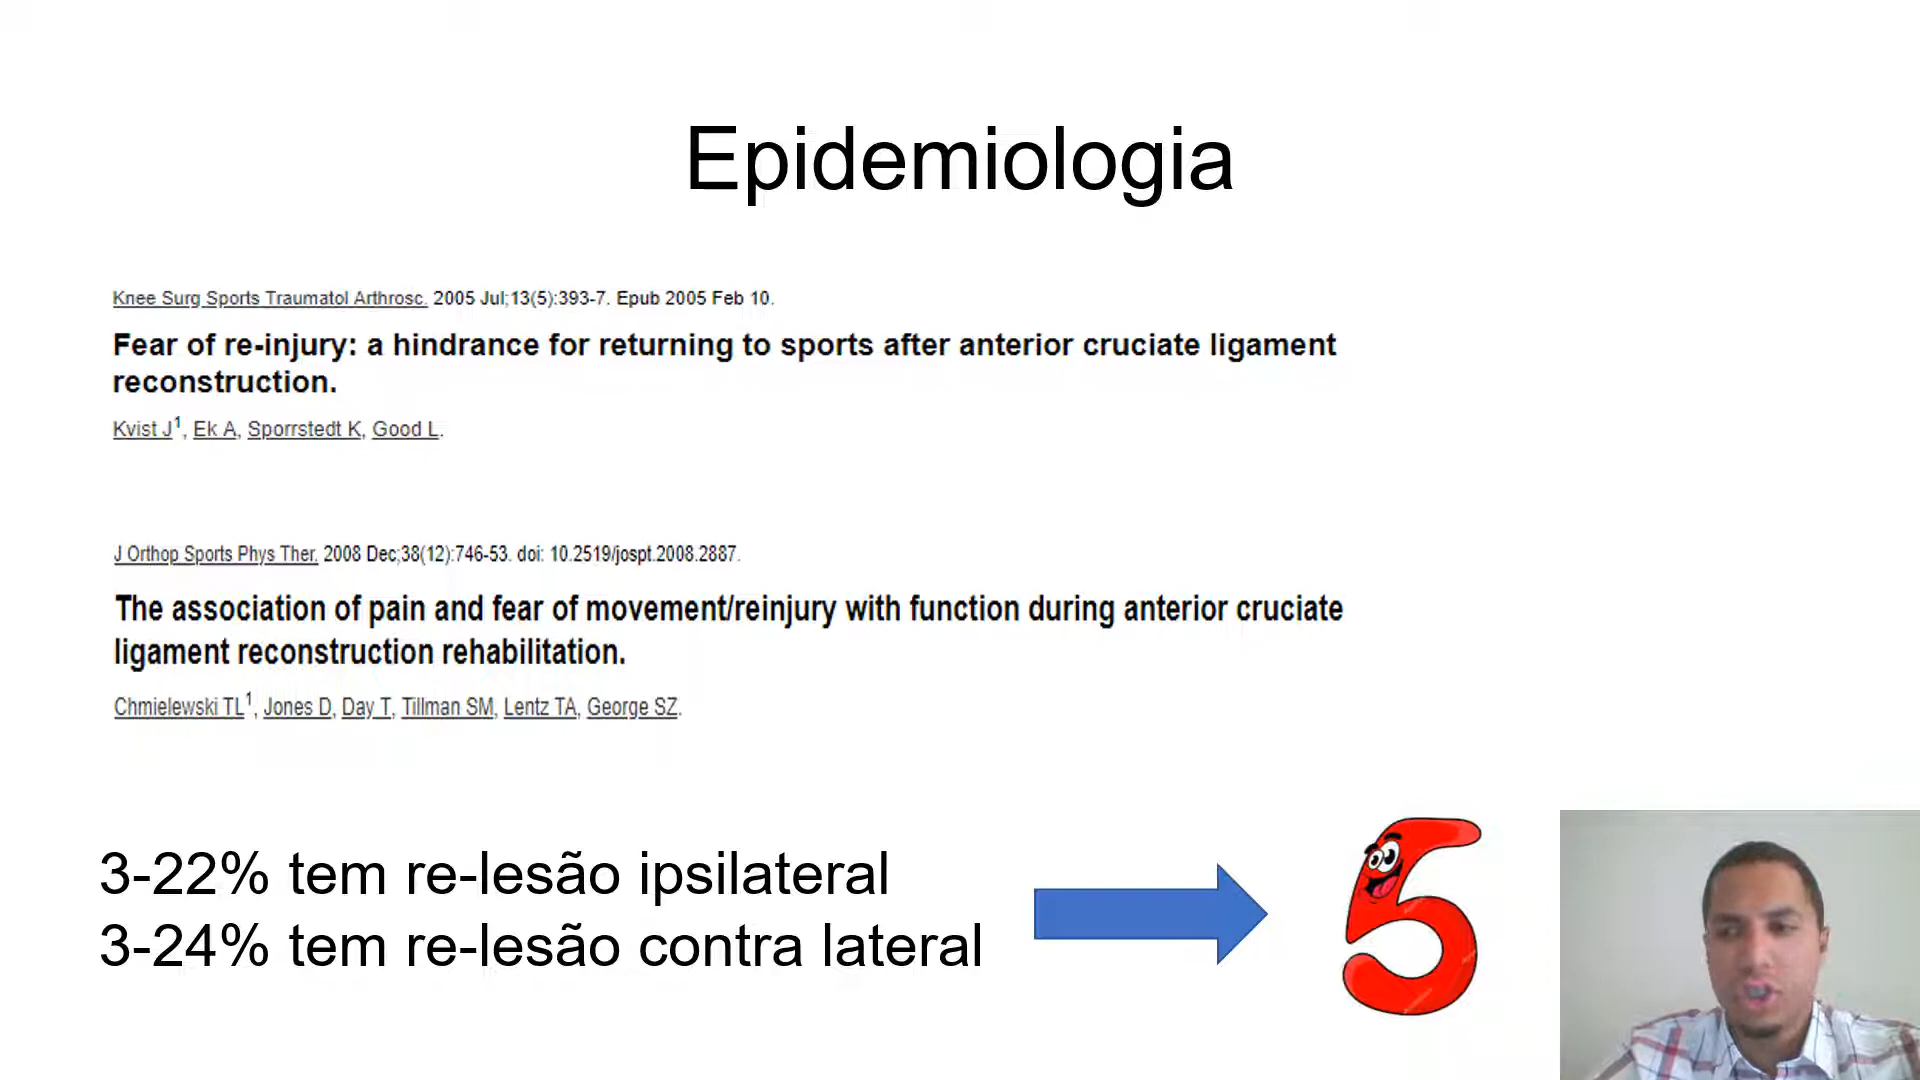 Epidemiologia
Knee Surg Sports Traumatol Arthrosc. 2005 Jul;13(5):393-7. Epub 2005 Feb 10.
Fear of re-injury: a hindrance for returning to sports after anterior cruciate ligament
reconstruction.
Kvist J1, Ek A, Sporrstedt K, Good L.
J Orthop Sports Phys Ther. 2008 Dec;38(12):746-53. doi: 10.2519/jospt.2008.2887.
The association of pain and fear of movement/reinjury with function during anterior cruciate
ligament reconstruction rehabilitation.
Chmielewski TL1, Jones D, Day T, Tillman SM, Lentz TA, George SZ.
3-22% tem re-lesão ipsilateral
3-24% tem re-lesão contra lateral
5